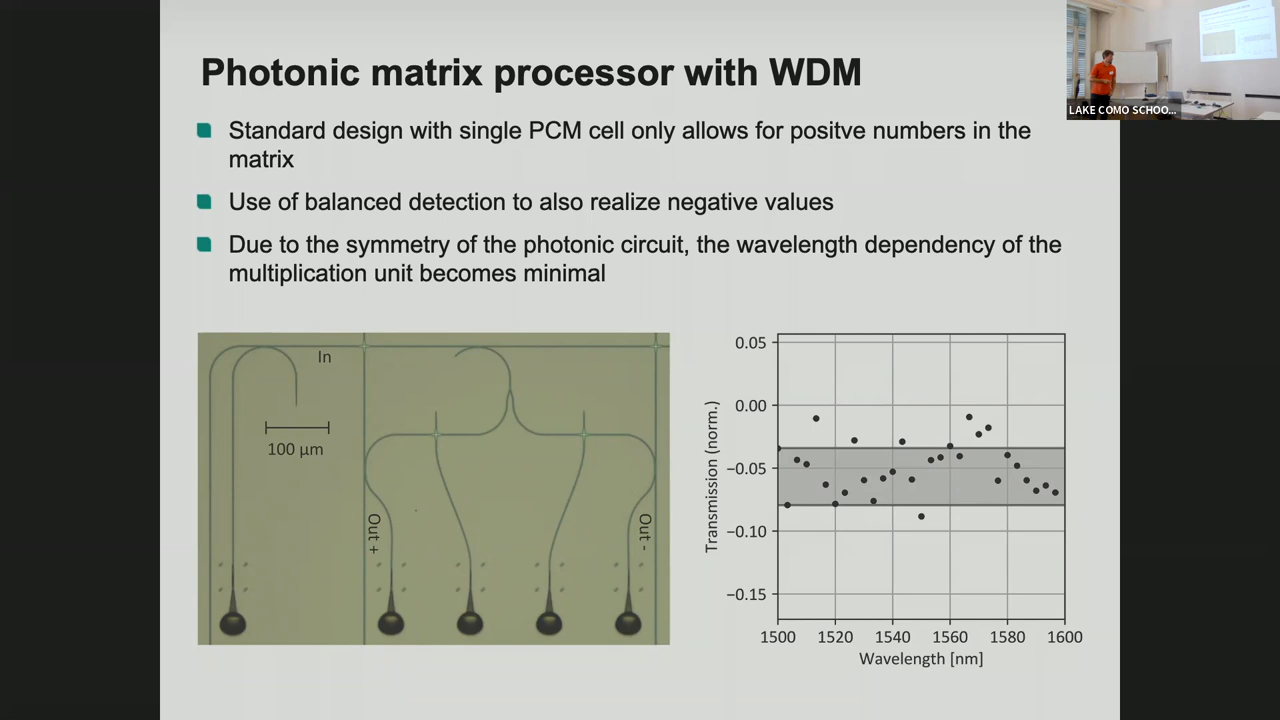 Photonic matrix processor with WDM
LAKE COMO SCHOO...
Standard design with single PCM cell only allows for positve numbers in the
matrix
Use of balanced detection to also realize negative values
Due to the symmetry of the photonic circuit, the wavelength dependency of the
multiplication unit becomes minimal
In
100 µm
Out +
Out -
0.05
0.00
−0.05
−0.10
−0.15
Transmission (norm.)
1500 1520 1540 1560 1580 1600
Wavelength [nm]